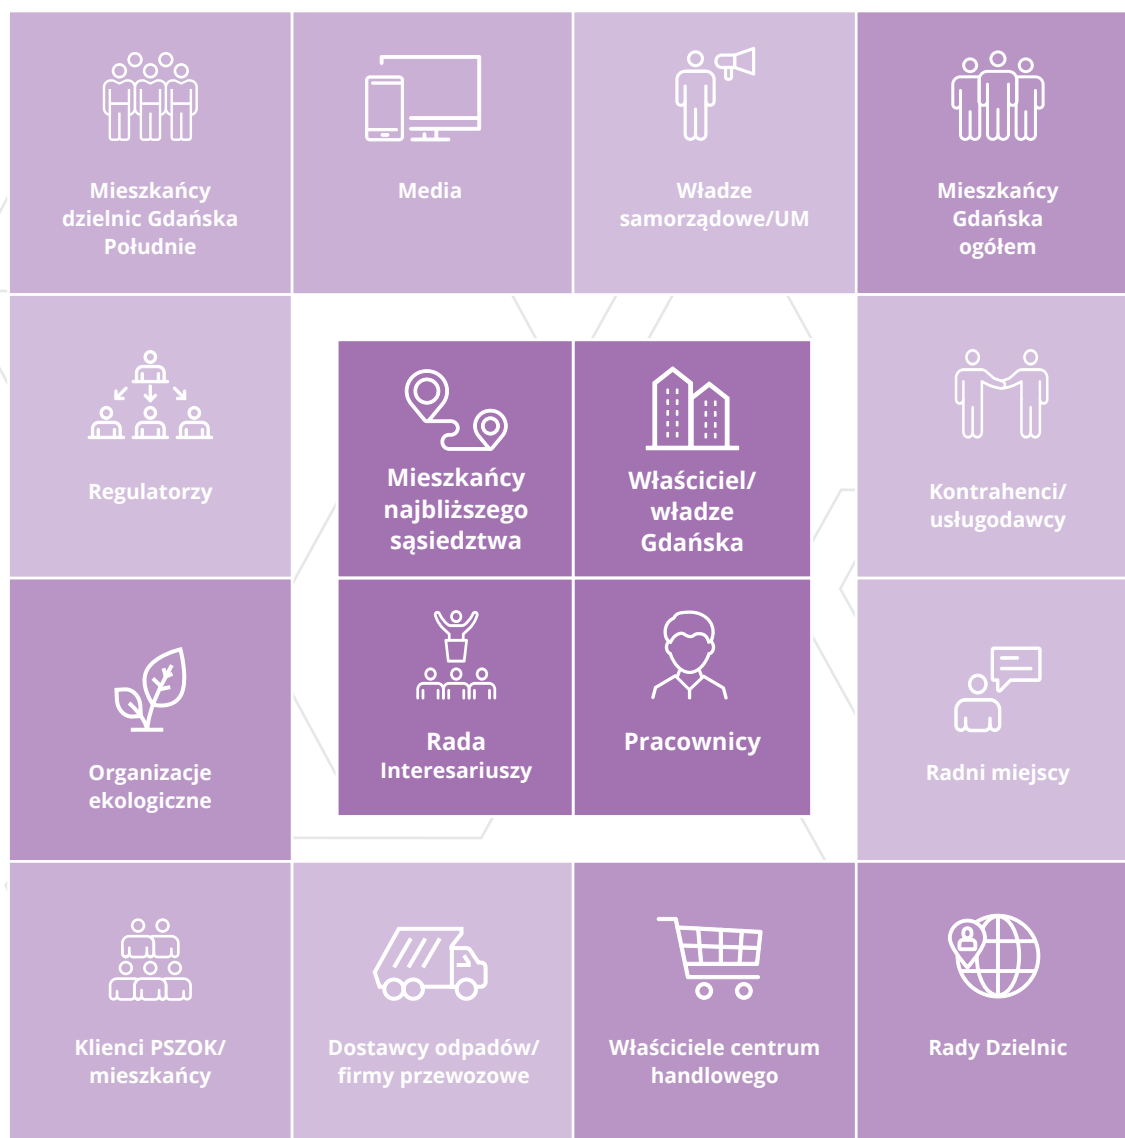 Mieszkańcy
dzielnic Gdańska
Południe
Media
Władze
samorządowe/UM
Mieszkańcy
Gdańska
ogółem
Regulatorzy
Mieszkańcy
najbliższego
sąsiedztwa
Właściciel/
władze
Gdańska
Kontrahenci/
usługodawcy
Organizacje
ekologiczne
Rada
Interesariuszy
Pracownicy
Radni miejscy
Klienci PSZOK/
mieszkańcy
Dostawcy odpadów/
firmy przewozowe
Właściciele centrum
handlowego
Rady Dzielnic